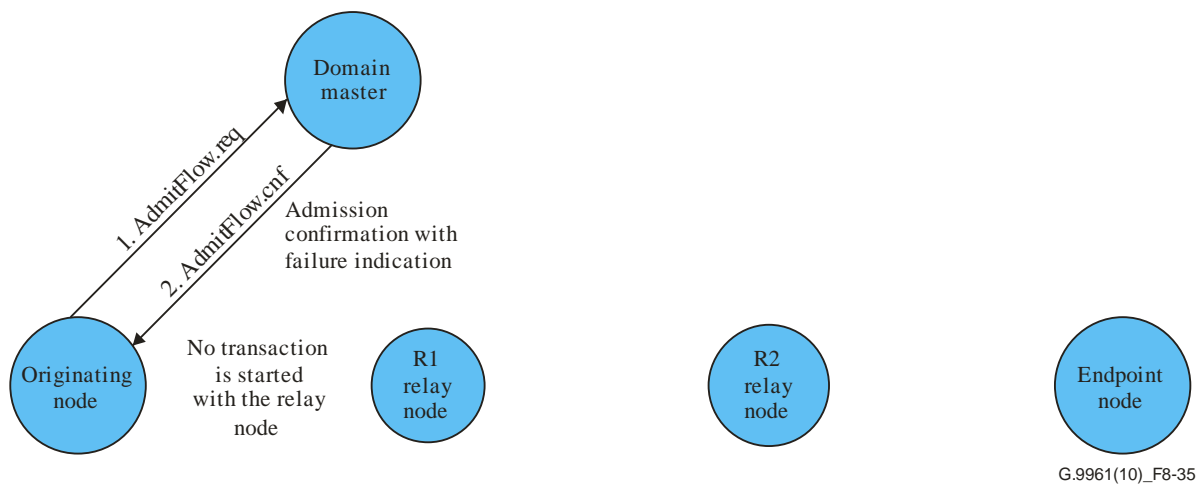 Domain
master
1. AdmitFlow.req
2. AdmitFlow.cnf
Admission
confirmation with
failure indication
Originating
node
No transaction
is started
with the relay
node
R1
relay
node
R2
relay
node
Endpoint
node
G.9961(10)_F8-35